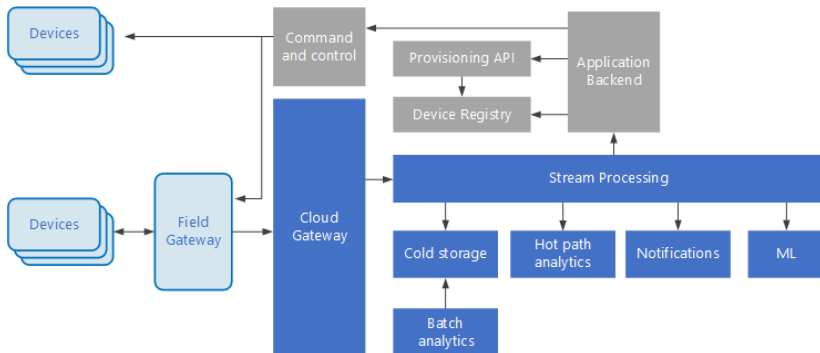 Devices
Command
and control
Provisioning API
Application
Backend
Device Registry
Stream Processing
Devices
Field
Gateway
Cloud
Gateway
Cold storage
Hot path
analytics
Notifications
ML
Batch
analytics